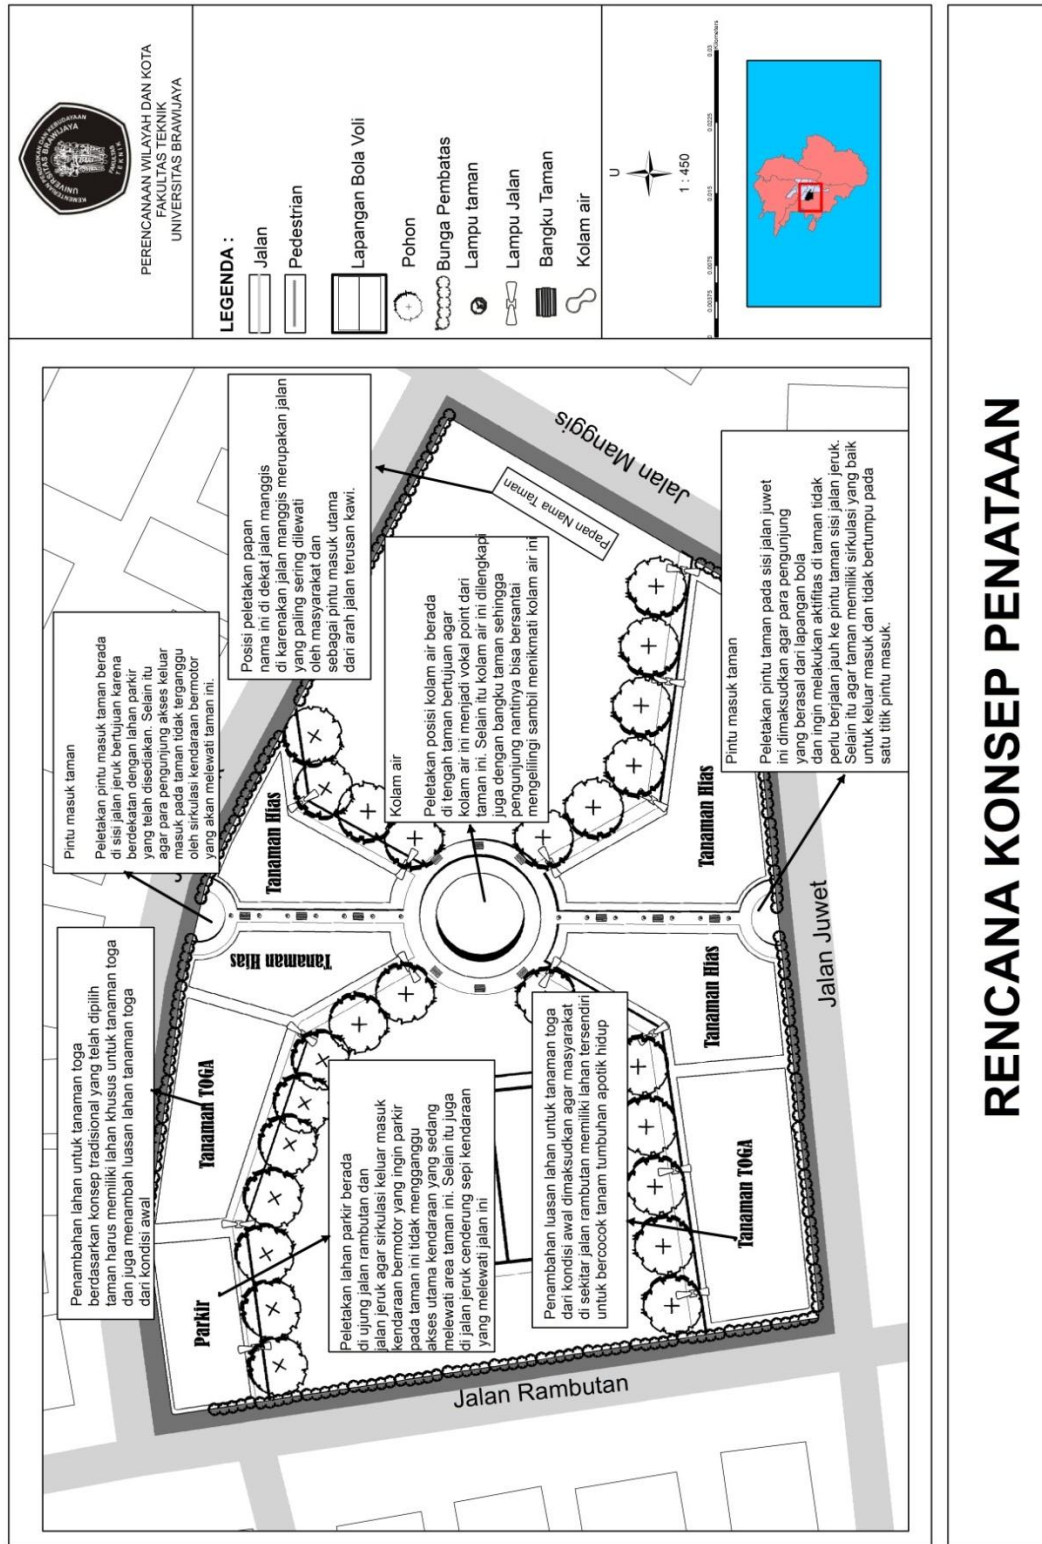 UNIVERSITAS BRAWIJAYA
FAKULTAS
TEKNIK
PERENCANAAN WILAYAH DAN KOTA
FAKULTAS TEKNIK
UNIVERSITAS BRAWIJAYA
LEGENDA :
Jalan
Pedestrian
Lapangan Bola Voli
Pohon
Bunga Pembatas
Lampu taman
Lampu Jalan
Bangku Taman
Kolam air
U
1 : 450
0.00375
0.0075
0.015
0.0225
0.03
Kilometers
Penambahan lahan untuk tanaman toga
berdasarkan konsep tradisional yang telah dipilih
taman harus memiliki lahan khusus untuk tanaman toga
dan juga menambah luasan lahan tanaman toga
dari kondisi awal
Pintu masuk taman
Peletakan pintu masuk taman berada
di sisi jalan jeruk bertujuan karena
berdekatan dengan lahan parkir
yang telah disediakan. Selain itu
agar para pengunjung akses keluar
masuk pada taman tidak terganggu
oleh sirkulasi kendaraan bermotor
yang akan melewati taman ini.
Posisi peletakan papan
nama ini di dekat jalan manggis
di karenakan jalan manggis merupakan jalan
yang paling sering dilewati
oleh masyarakat dan
sebagai pintu masuk utama
dari arah jalan terusan kawi.
Parkir
Tanaman TOGA
Tanaman Hias
Tanaman Hias
Peletakan lahan parkir berada
di ujung jalan rambutan dan
jalan jeruk agar sirkulasi keluar masuk
kendaraan bermotor yang ingin parkir
pada taman ini tidak mengganggu
akses utama kendaraan yang sedang
melewati area taman ini. Selain itu juga
di jalan jeruk cenderung sepi kendaraan
yang melewati jalan ini
Kolam air
Peletakan posisi kolam air berada
di tengah taman bertujuan agar
kolam air ini menjadi vokal point dari
taman ini. Selain itu kolam air ini dilengkapi
juga dengan bangku taman sehingga
pengunjung nantinya bisa bersantai
mengelilingi sambil menikmati kolam air ini
Papan Nama Taman
Jalan Manggis
Jalan Rambutan
Penambahan luasan lahan untuk tanaman toga
dari kondisi awal dimaksudkan agar masyarakat
di sekitar jalan rambutan memiliki lahan tersendiri
untuk bercocok tanam tumbuhan apotik hidup
Tanaman TOGA
Tanaman Hias
Tanaman Hias
Pintu masuk taman
Peletakan pintu taman pada sisi jalan juwet
ini dimaksudkan agar para pengunjung
yang berasal dari lapangan bola
dan ingin melakukan aktifitas di taman tidak
perlu berjalan jauh ke pintu taman sisi jalan jeruk.
Selain itu agar taman memiliki sirkulasi yang baik
untuk keluar masuk dan tidak bertumpu pada
satu titik pintu masuk.
Jalan Juwet
RENCANA KONSEP PENATAAN